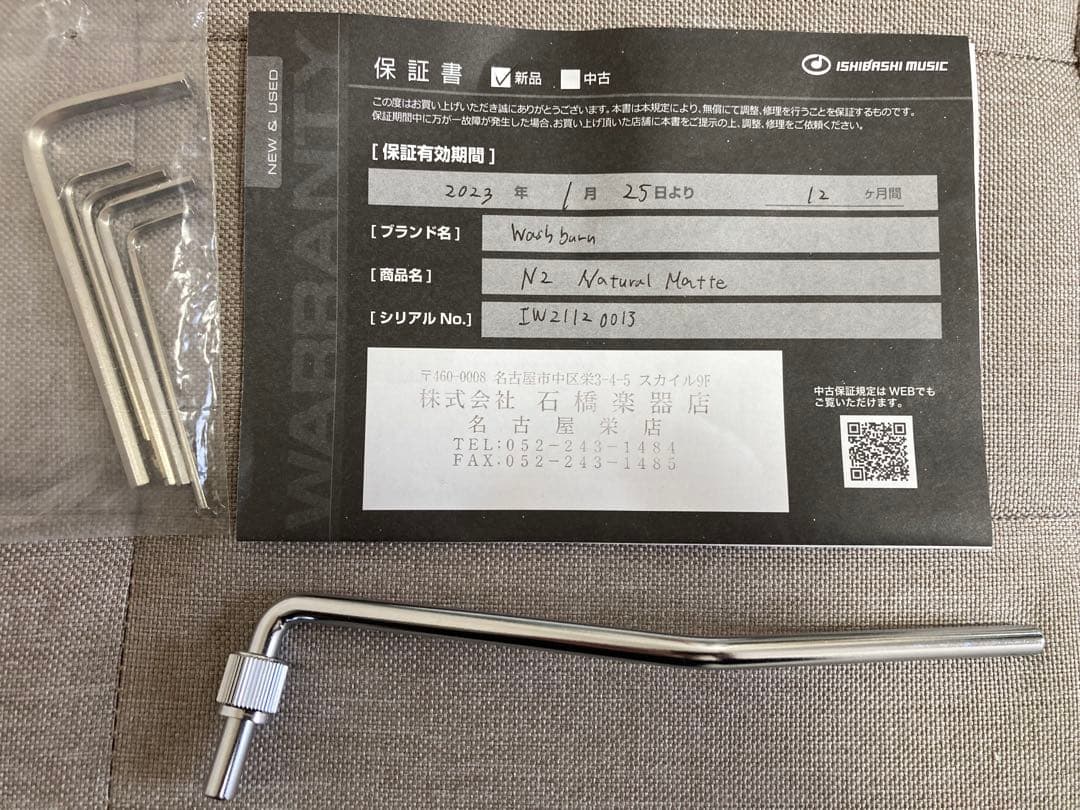 保証書 ✓新品 □中古
ISHIBASHI MUSIC
NEW & USED
WARRANTY
この度はお買い上げいただき誠にありがとうございます。本書は本規定により、無償にて調整、修理を行うことを保証するものです。
保証期間中に万が一故障が発生した場合、お買い上げ頂いた店舗に本書をご提示の上、調整、修理をご依頼ください。
[保証有効期間]
2023年 1月 25日より 12ヶ月間
[ブランド名] Washburn
[商品名] N2 Natural Matte
[シリアルNo.] IW21120013
〒460-0008 名古屋市中区栄3-4-5 スカイル9F
株式会社 石橋楽器店
名古屋栄店
TEL:052-243-1484
FAX:052-243-1485
中古保証規定はWEBでも
ご覧いただけます。